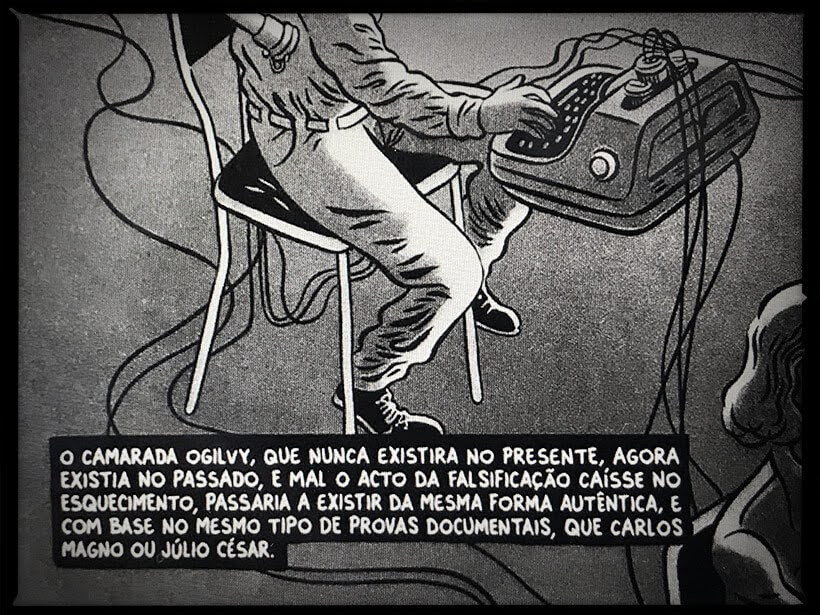 O CAMARADA OGILVY, QUE NUNCA EXISTIRA NO PRESENTE, AGORA
EXISTIA NO PASSADO, E MAL O ACTO DA FALSIFICAÇÃO CAÍSSE NO
ESQUECIMENTO, PASSARIA A EXISTIR DA MESMA FORMA AUTÊNTICA, E
COM BASE NO MESMO TIPO DE PROVAS DOCUMENTAIS, QUE CARLOS
MAGNO OU JÚLIO CÉSAR.